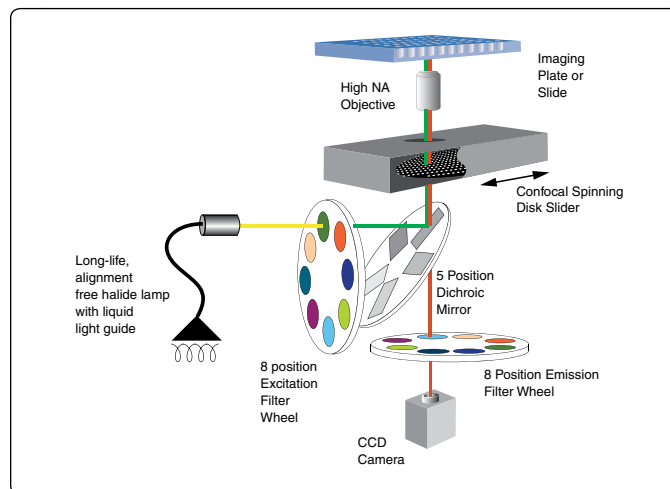 Imaging
Plate or
Slide
High NA
Objective
Confocal Spinning
Disk Slider
Long-life,
alignment
free halide lamp
with liquid
light guide
5 Position
Dichroic
Mirror
8 position
Excitation
Filter
Wheel
8 Position Emission
Filter Wheel
CCD
Camera